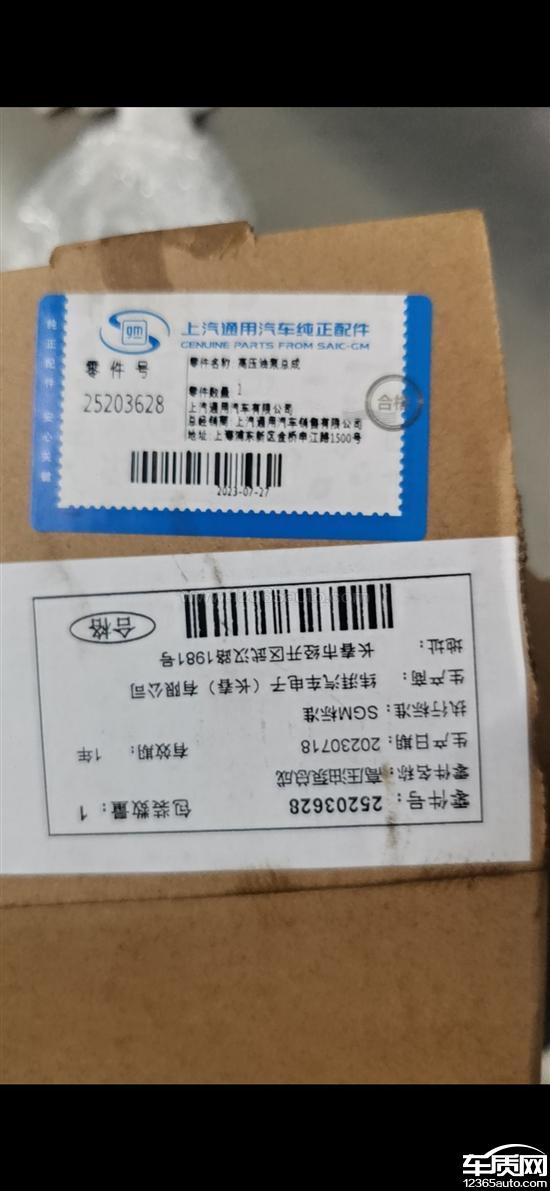 纯正配件 安心关键
gm
上汽通用汽车纯正配件
GENUINE PARTS FROM SAIC-GM
零件号
25203628
零件名称: 高压油泵总成
零件数量 1
上汽通用汽车有限公司
总经销商: 上汽通用汽车销售有限公司
地址: 上海浦东新区金桥申江路1500号
合格
2023-07-27
零件号: 25203628 包装数量: 1
零件名称: 高压油泵总成
生产日期: 20230718 有效期: 1年
执行标准: SGM标准
生产商: 纬湃汽车电子(长春)有限公司
地址: 长春市经开区武汉路1981号
合格
车质网
12365auto.com